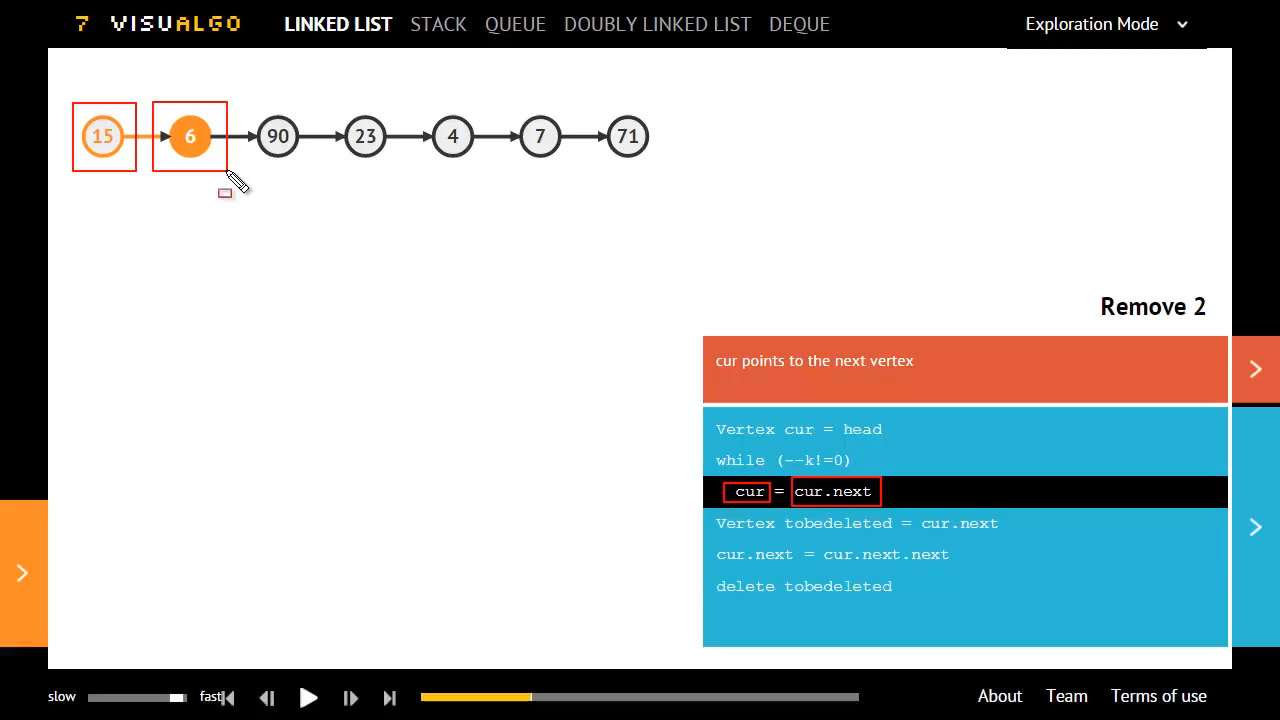 7 VISUALGO LINKED LIST STACK QUEUE DOUBLY LINKED LIST DEQUE Exploration Mode
15 6 90 23 4 7 71
Remove 2
cur points to the next vertex
Vertex cur = head
while (--k!=0)
cur = cur.next
Vertex tobedeleted = cur.next
cur.next = cur.next.next
delete tobedeleted
slow fast About Team Terms of use